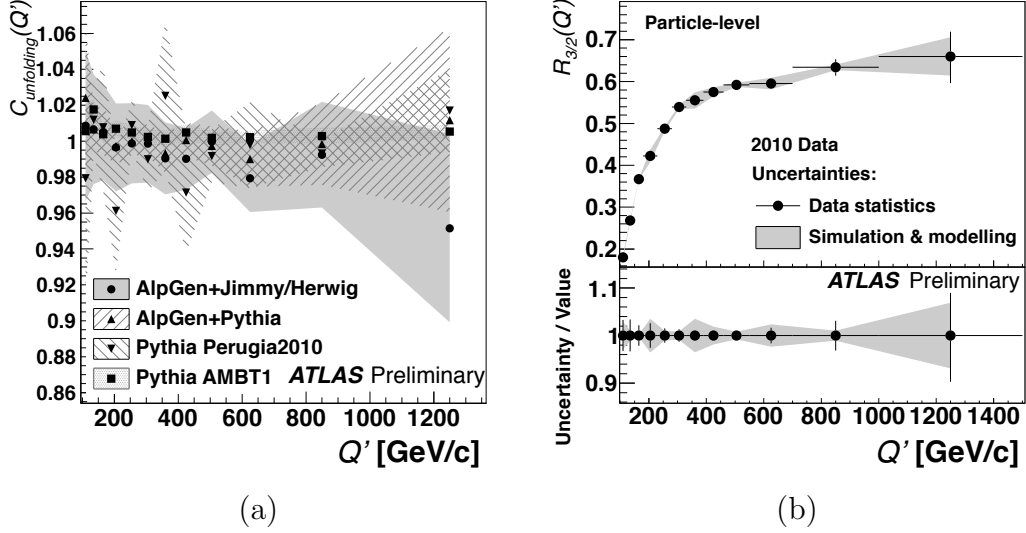 C_unfolding(Q')
1.06
1.04
1.02
1
0.98
0.96
0.94
0.92
0.9
0.88
0.86
AlpGen+Jimmy/Herwig
AlpGen+Pythia
Pythia Perugia2010
Pythia AMBT1
ATLAS Preliminary
200 400 600 800 1000 1200
Q' [GeV/c]
(a)
R_3/2(Q')
Particle-level
0.7
0.6
0.5
0.4
0.3
0.2
2010 Data
Uncertainties:
Data statistics
Simulation & modelling
Uncertainty / Value
ATLAS Preliminary
1.1
1
0.9
200 400 600 800 1000 1200 1400
Q' [GeV/c]
(b)